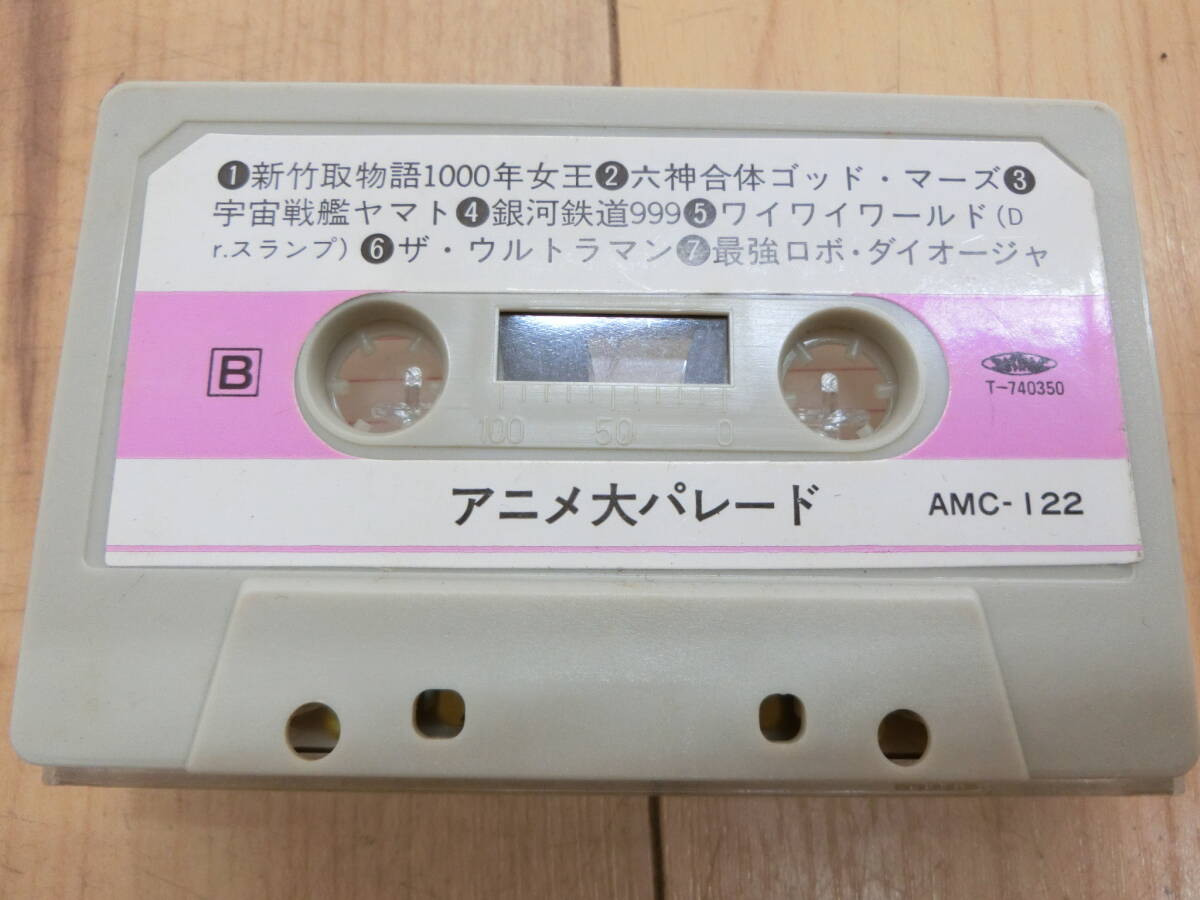 ❶新竹取物語1000年女王❷六神合体ゴッド・マーズ❸
宇宙戦艦ヤマト❹銀河鉄道999❺ワイワイワールド(D
r.スランプ)❻ザ・ウルトラマン❼最強ロボ・ダイオージャ
B
T-740350
100 50 0
アニメ大パレード
AMC-122